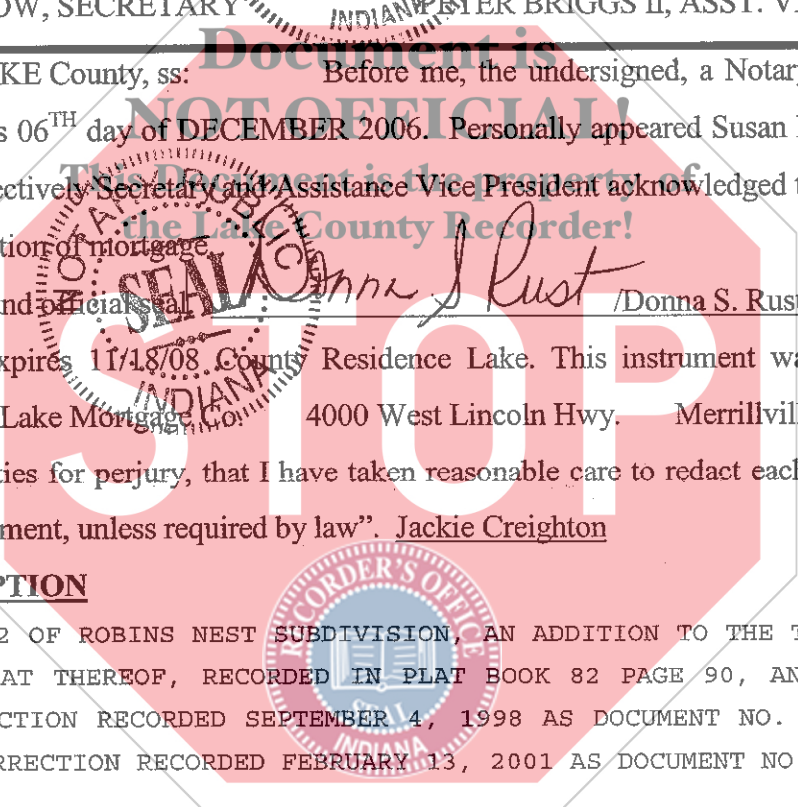 OW, SECRETARY
PETER BRIGGS II, ASST. V
INDIANA
Document is
KE County, ss: Before me, the undersigned, a Notar
NOT OFFICIAL!
s 06TH day of DECEMBER 2006. Personally appeared Susan
This Document is the property of
ectively Secretary and Assistance Vice President acknowledged t
the Lake County Recorder!
tion of mortgage
NOTARY PUBLIC
SEAL
INDIANA
Donna S Rust
nd official seal /Donna S. Rust
xpires 11/18/08 County Residence Lake. This instrument wa
Lake Mortgage Co. 4000 West Lincoln Hwy. Merrillvil
STOP
ties for perjury, that I have taken reasonable care to redact each
ment, unless required by law”. Jackie Creighton
PTION
RECORDER'S OFFICE
SEAL
INDIANA
2 OF ROBINS NEST SUBDIVISION, AN ADDITION TO THE T
AT THEREOF, RECORDED IN PLAT BOOK 82 PAGE 90, AN
CTION RECORDED SEPTEMBER 4, 1998 AS DOCUMENT NO.
RRECTION RECORDED FEBRUARY 13, 2001 AS DOCUMENT NO